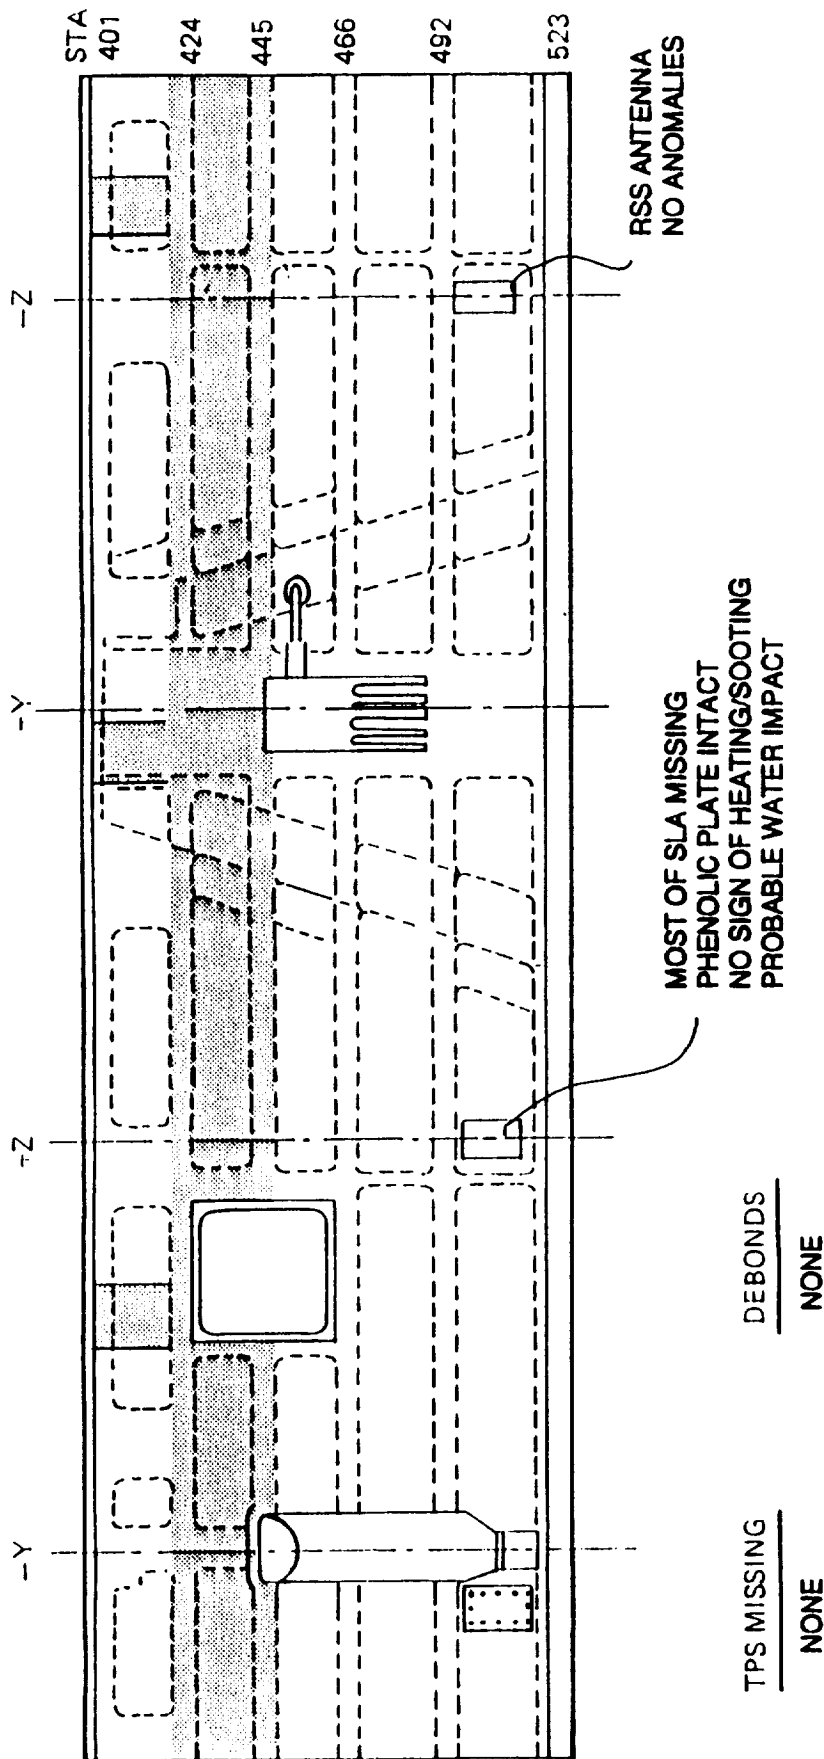 –Y
-Z
–Y
–Z
STA
401
424
445
466
492
523
RSS ANTENNA
NO ANOMALIES
MOST OF SLA MISSING
PHENOLIC PLATE INTACT
NO SIGN OF HEATING/SOOTING
PROBABLE WATER IMPACT
TPS MISSING
NONE
DEBONDS
NONE